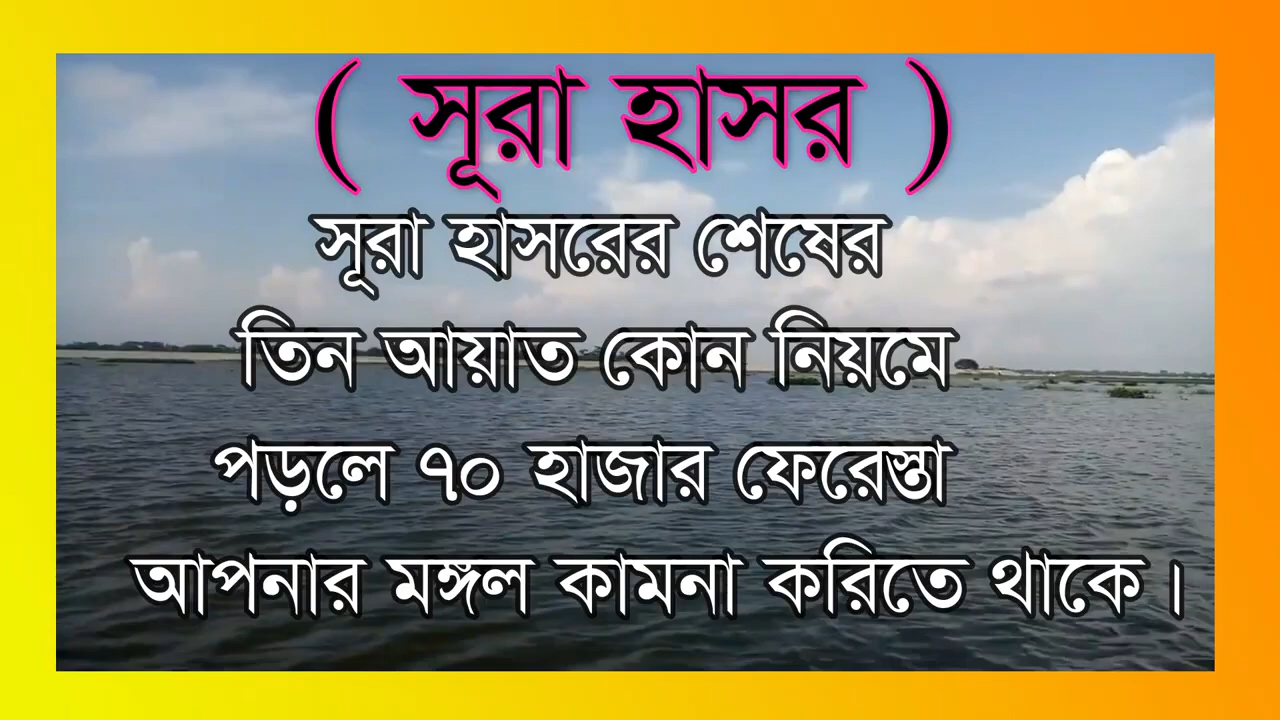 ( সূরা হাসর )
সূরা হাসরের শেষের
তিন আয়াত কোন নিয়মে
পড়লে ৭০ হাজার ফেরেস্তা
আপনার মঙ্গল কামনা করিতে থাকে।